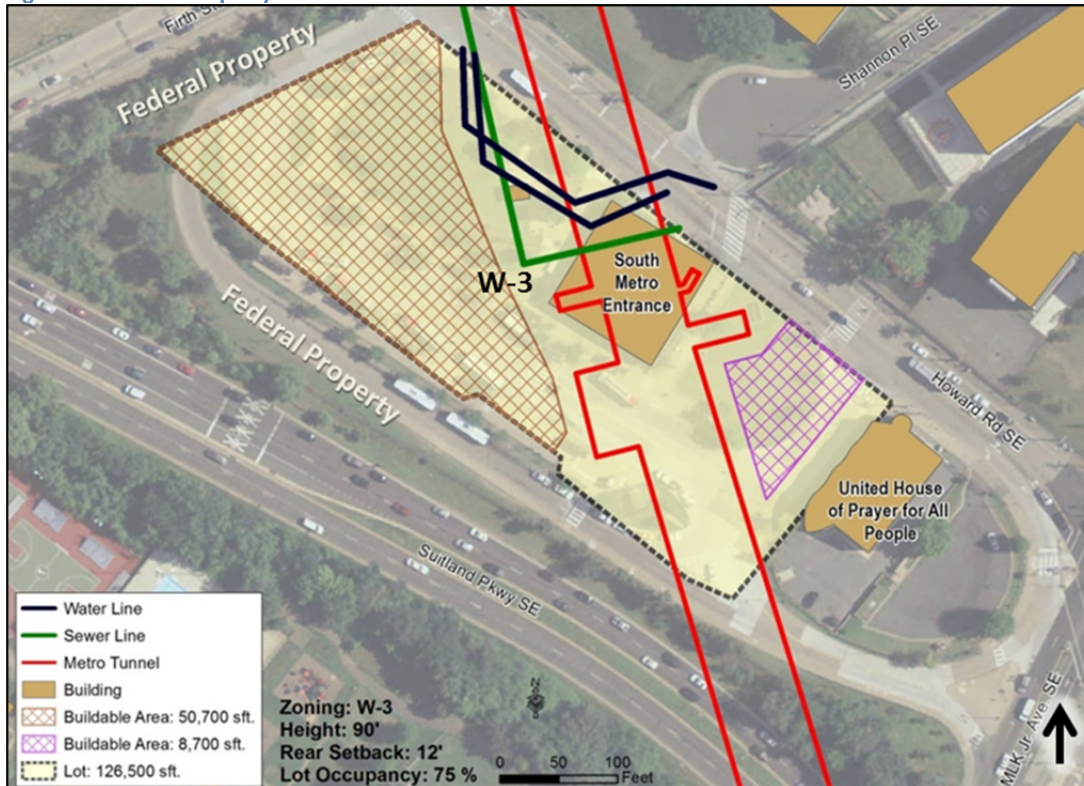 Firth
Shannon Pl SE
Federal Property
W-3
South
Metro
Entrance
Federal Property
Howard Rd SE
United House
of Prayer for All
People
Suitland Pkwy SE
MLK Jr. Ave SE
Water Line
Sewer Line
Metro Tunnel
Building
Buildable Area: 50,700 sft.
Buildable Area: 8,700 sft.
Lot: 126,500 sft.
Zoning: W-3
Height: 90'
Rear Setback: 12'
Lot Occupancy: 75 %
0 50 100
Feet